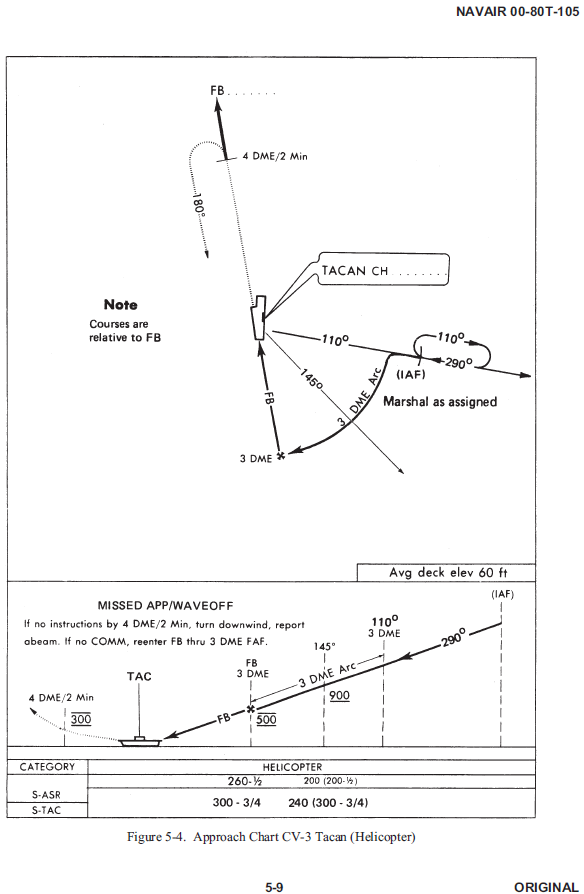 NAVAIR 00-80T-105
FB . . . . . . .
4 DME/2 Min
180°
TACAN CH . . . . . . . .
Note
Courses are
relative to FB
110°
110°
290°
(IAF)
145°
3 DME Arc
Marshal as assigned
FB
3 DME
Avg deck elev 60 ft
MISSED APP/WAVEOFF
If no instructions by 4 DME/2 Min, turn downwind, report
abeam. If no COMM, reenter FB thru 3 DME FAF.
(IAF)
110°
3 DME
290°
145°
FB
3 DME
3 DME Arc
TAC
4 DME/2 Min
300
900
500
FB
CATEGORY HELICOPTER
260-½ 200 (200-½)
S-ASR
300 - 3/4 240 (300 - 3/4)
S-TAC
Figure 5-4. Approach Chart CV-3 Tacan (Helicopter)
5-9 ORIGINAL